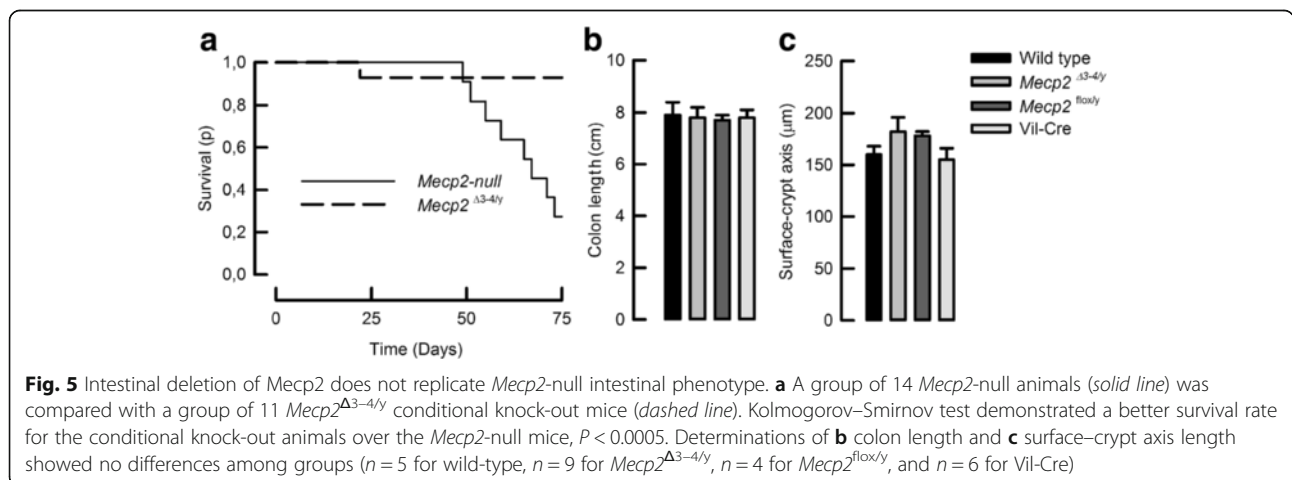 a
1,0
0,8
0,6
0,4
0,2
0,0
Survival (p)
Mecp2-null
Mecp2 Δ3-4/y
0
25
50
75
Time (Days)
b
10
8
6
4
2
0
Colon length (cm)
c
250
200
150
100
50
0
Surface-crypt axis (μm)
Wild type
Mecp2 Δ3-4/y
Mecp2 flox/y
Vil-Cre
Fig. 5 Intestinal deletion of Mecp2 does not replicate Mecp2-null intestinal phenotype. a A group of 14 Mecp2-null animals (solid line) was
compared with a group of 11 Mecp2Δ3–4/y conditional knock-out mice (dashed line). Kolmogorov–Smirnov test demonstrated a better survival rate
for the conditional knock-out animals over the Mecp2-null mice, P < 0.0005. Determinations of b colon length and c surface–crypt axis length
showed no differences among groups (n = 5 for wild-type, n = 9 for Mecp2Δ3–4/y, n = 4 for Mecp2flox/y, and n = 6 for Vil-Cre)